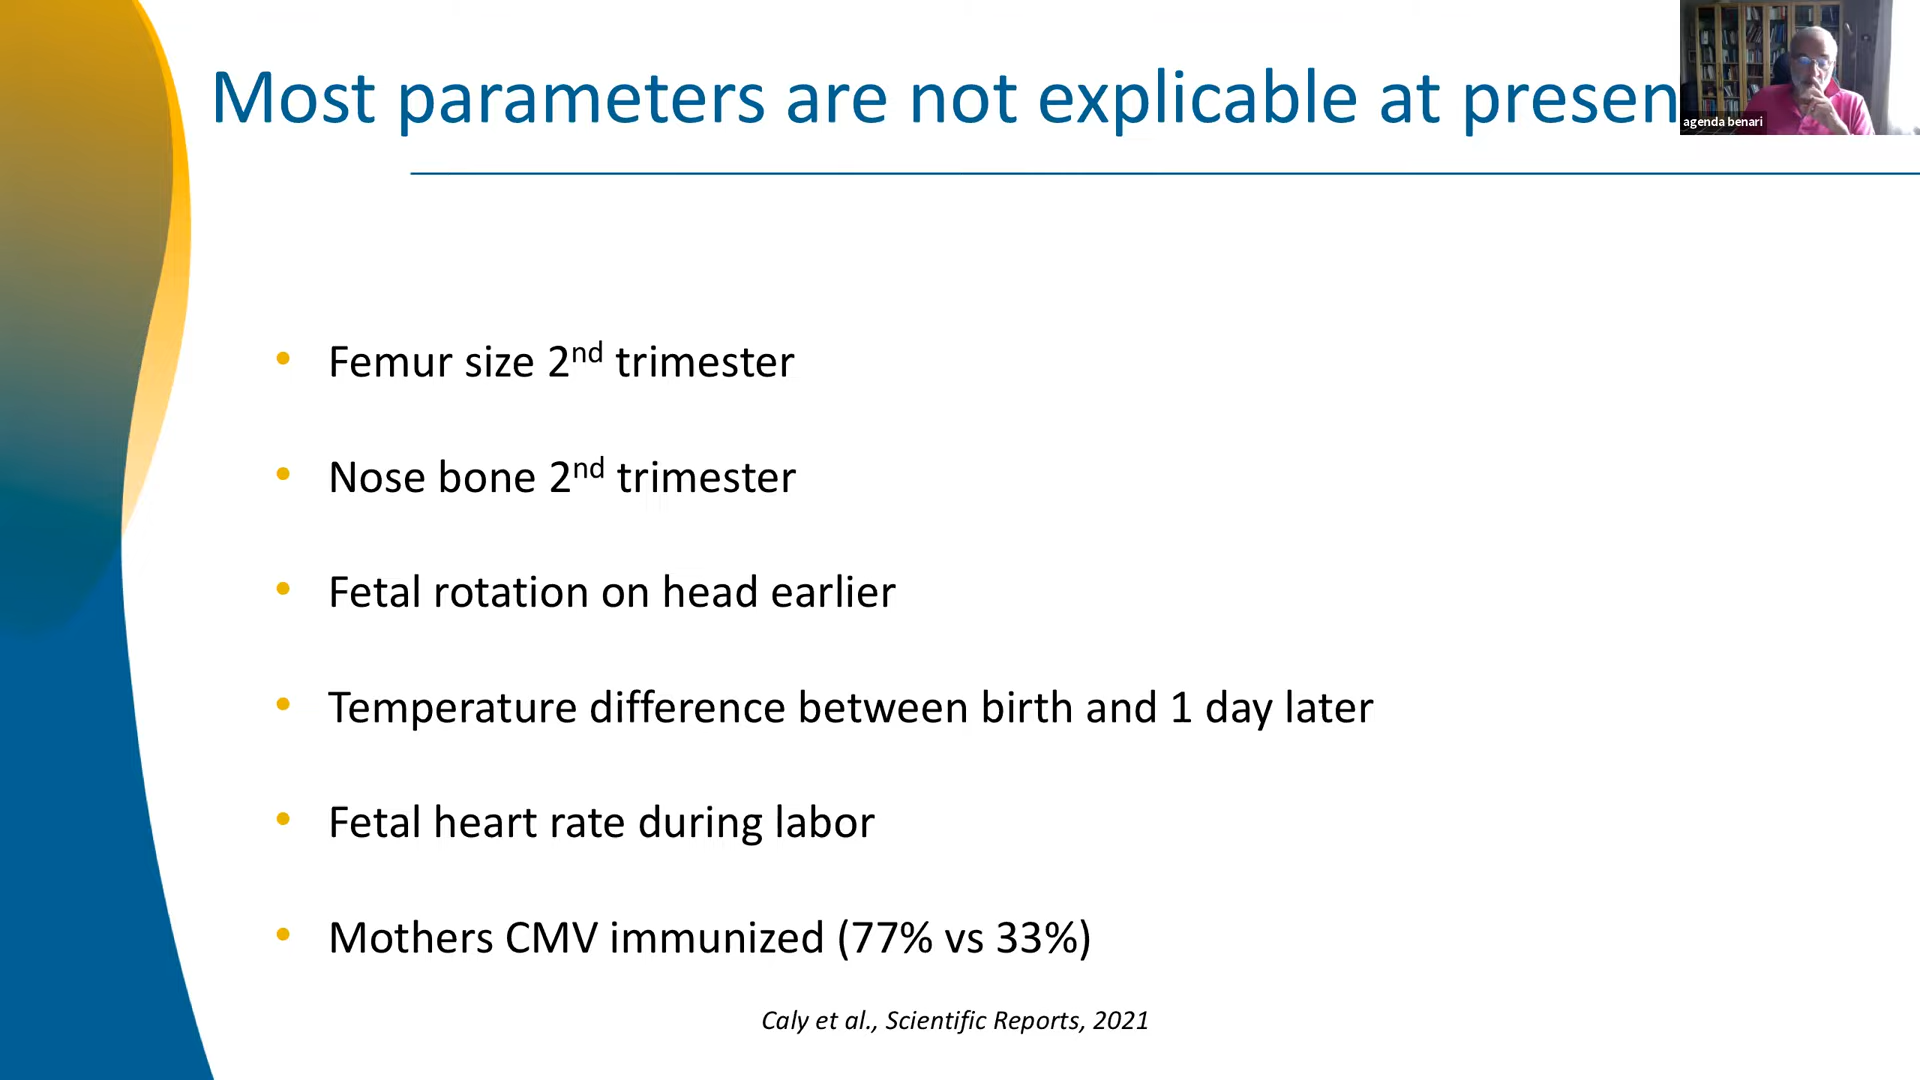 Most parameters are not explicable at presen
agenda benari
• Femur size 2nd trimester
• Nose bone 2nd trimester
• Fetal rotation on head earlier
• Temperature difference between birth and 1 day later
• Fetal heart rate during labor
• Mothers CMV immunized (77% vs 33%)
Caly et al., Scientific Reports, 2021